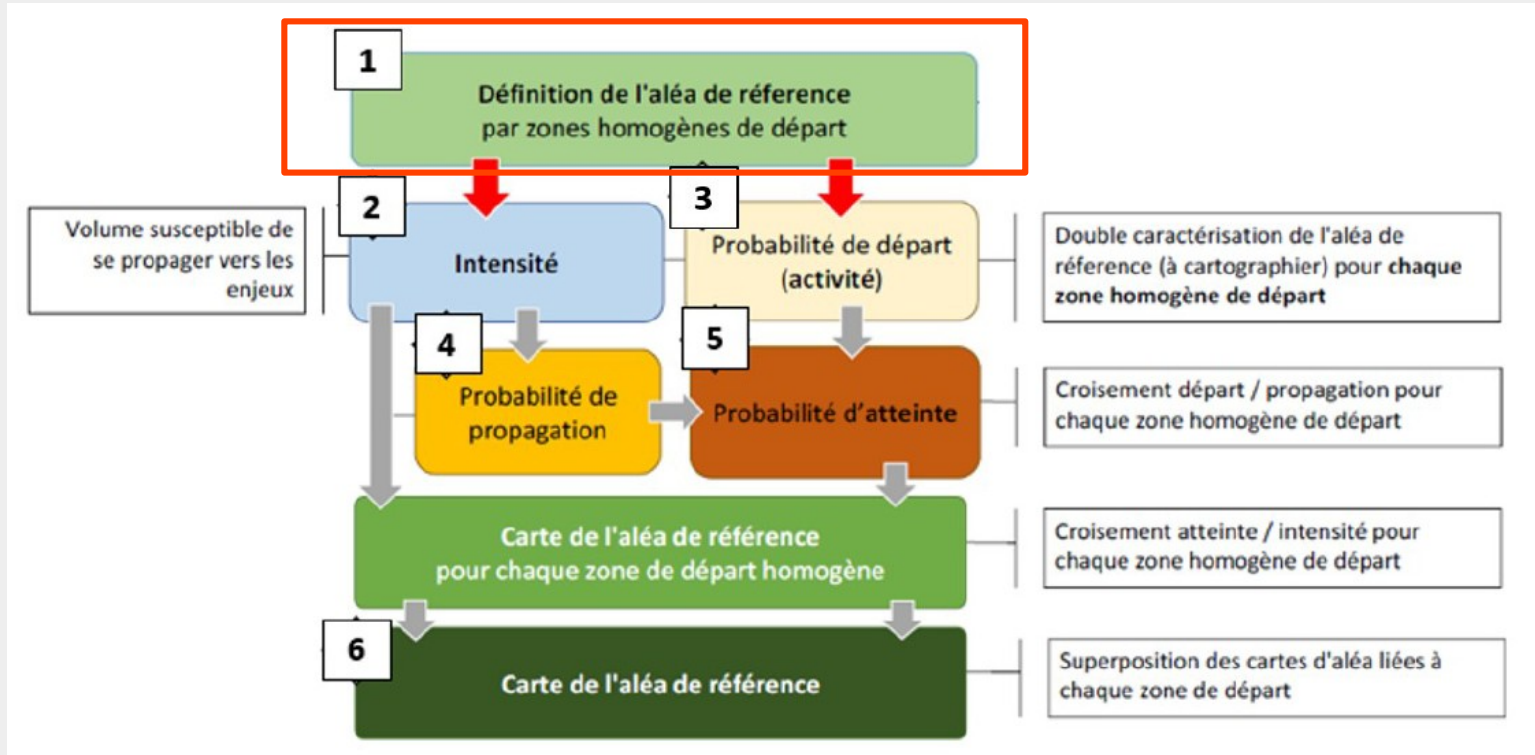 1
Définition de l'aléa de réference
par zones homogènes de départ
2
3
Volume susceptible de
se propager vers les
enjeux
Intensité
Probabilité de départ
(activité)
Double caractérisation de l'aléa de
réference (à cartographier) pour chaque
zone homogène de départ
4
5
Probabilité de
propagation
Probabilité d'atteinte
Croisement départ / propagation pour
chaque zone homogène de départ
Carte de l'aléa de référence
pour chaque zone de départ homogène
Croisement atteinte / intensité pour
chaque zone homogène de départ
6
Carte de l'aléa de référence
Superposition des cartes d'aléa liées à
chaque zone de départ